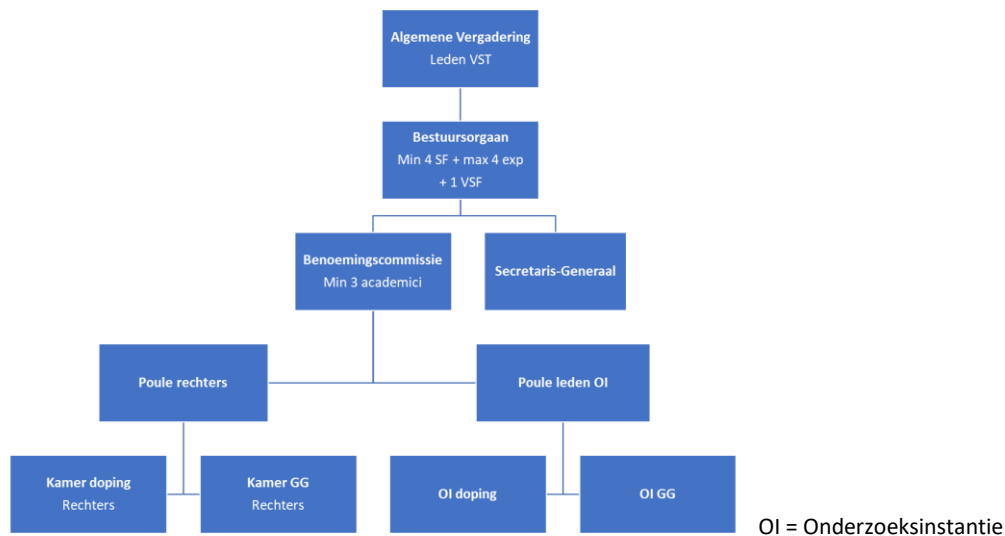 Algemene Vergadering
Leden VST
Bestuursorgaan
Min 4 SF + max 4 exp
+ 1 VSF
Benoemingscommissie
Min 3 academici
Secretaris-Generaal
Poule rechters
Poule leden OI
Kamer doping
Rechters
Kamer GG
Rechters
OI doping
OI GG
OI = Onderzoeksinstantie